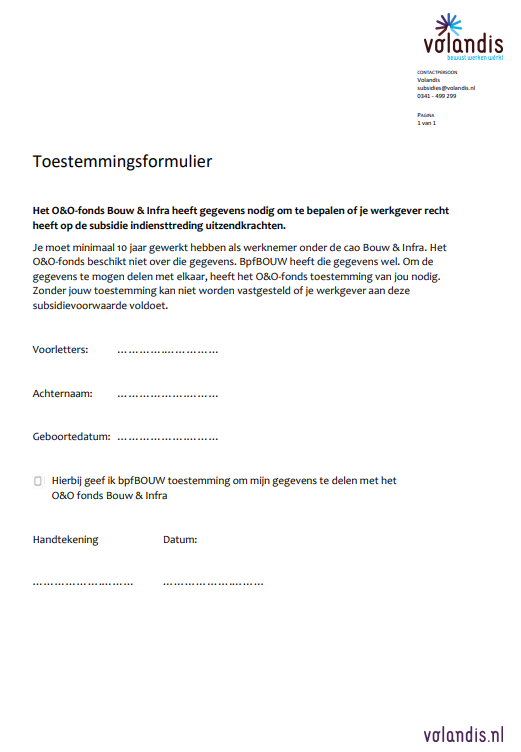 volandis
bewust werken werkt
CONTACTPERSOON
Volandis
subsidies@volandis.nl
0341 - 499 299
PAGINA
1 van 1
Toestemmingsformulier
Het O&O-fonds Bouw & Infra heeft gegevens nodig om te bepalen of je werkgever recht
heeft op de subsidie indiensttreding uitzendkrachten.
Je moet minimaal 10 jaar gewerkt hebben als werknemer onder de cao Bouw & Infra. Het
O&O-fonds beschikt niet over die gegevens. BpfBOUW heeft die gegevens wel. Om de
gegevens te mogen delen met elkaar, heeft het O&O-fonds toestemming van jou nodig.
Zonder jouw toestemming kan niet worden vastgesteld of je werkgever aan deze
subsidievoorwaarde voldoet.
Voorletters: ……………………….
Achternaam: ……………………….
Geboortedatum: ……………………….
Hierbij geef ik bpfBOUW toestemming om mijn gegevens te delen met het
O&O fonds Bouw & Infra
Handtekening Datum:
………………………. ……………………….
volandis.nl